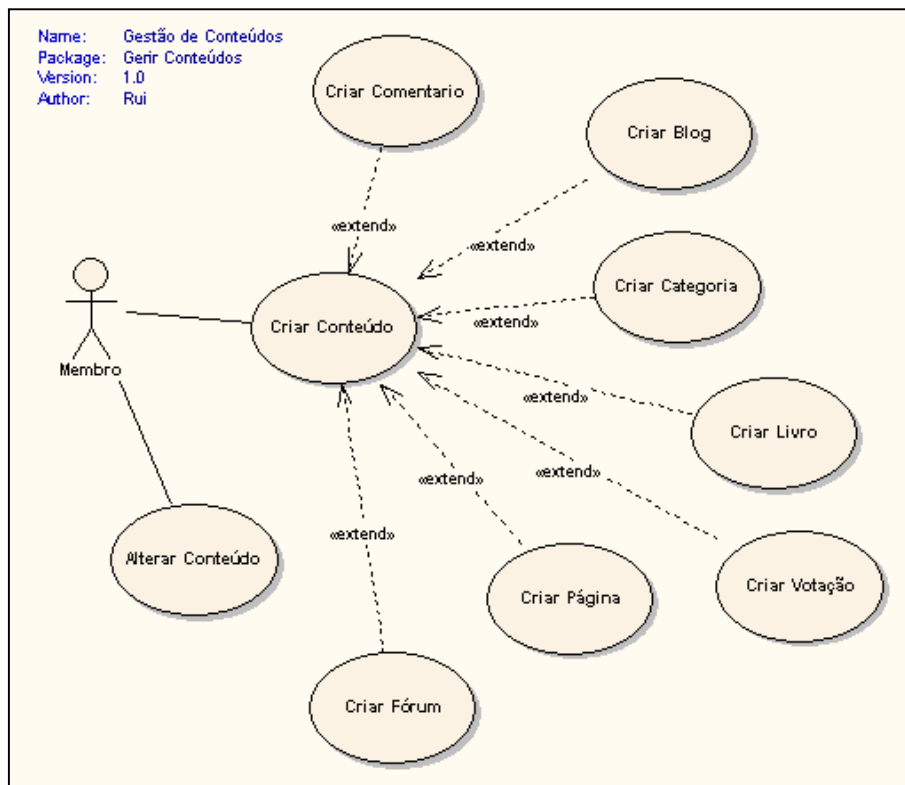 Name: Gestão de Conteúdos
Package: Gerir Conteúdos
Version: 1.0
Author: Rui
Criar Comentario
Criar Blog
«extend»
«extend»
Criar Categoria
«extend»
Criar Conteúdo
Membro
«extend»
Criar Livro
«extend»
«extend»
«extend»
Alterar Conteúdo
Criar Página
Criar Votação
Criar Fórum